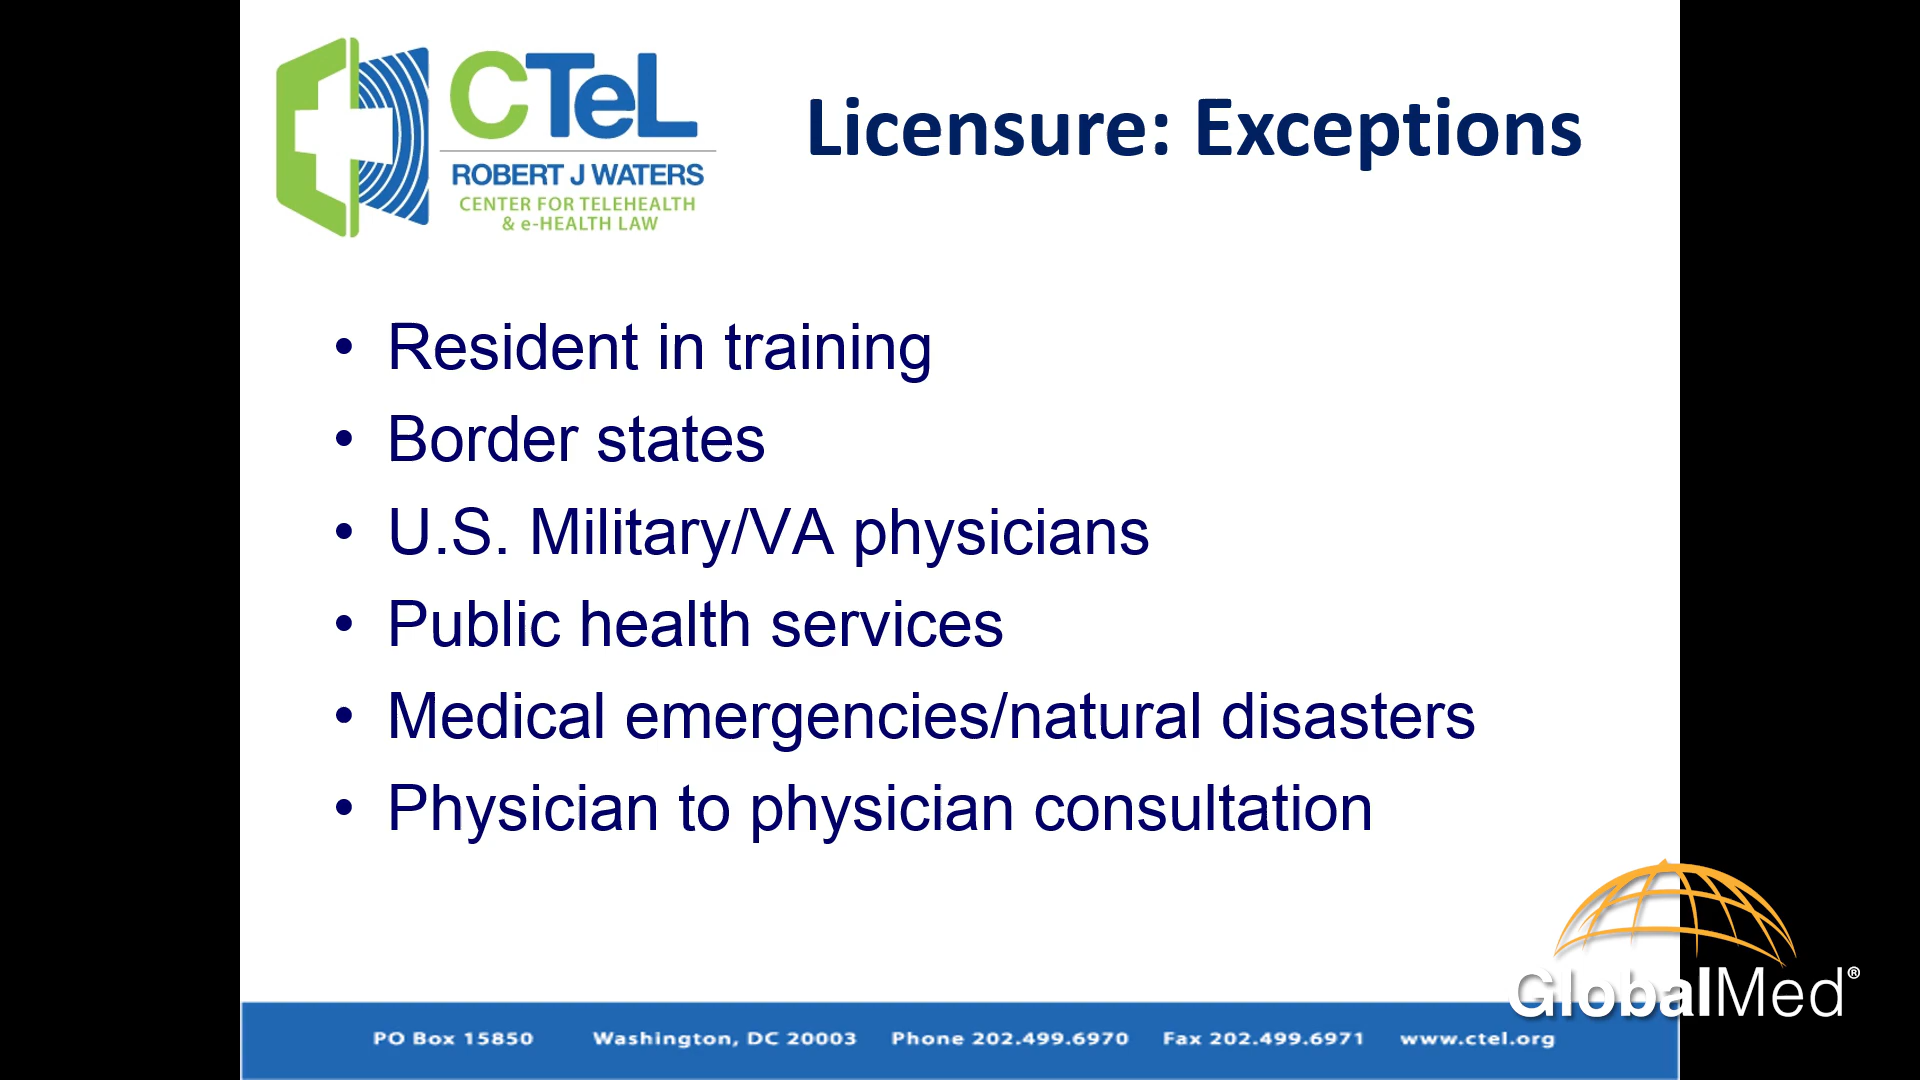 CTeL
ROBERT J WATERS
CENTER FOR TELEHEALTH
& e-HEALTH LAW
Licensure: Exceptions
• Resident in training
• Border states
• U.S. Military/VA physicians
• Public health services
• Medical emergencies/natural disasters
• Physician to physician consultation
GlobalMed®
PO Box 15850 Washington, DC 20003 Phone 202.499.6970 Fax 202.499.6971 www.ctel.org